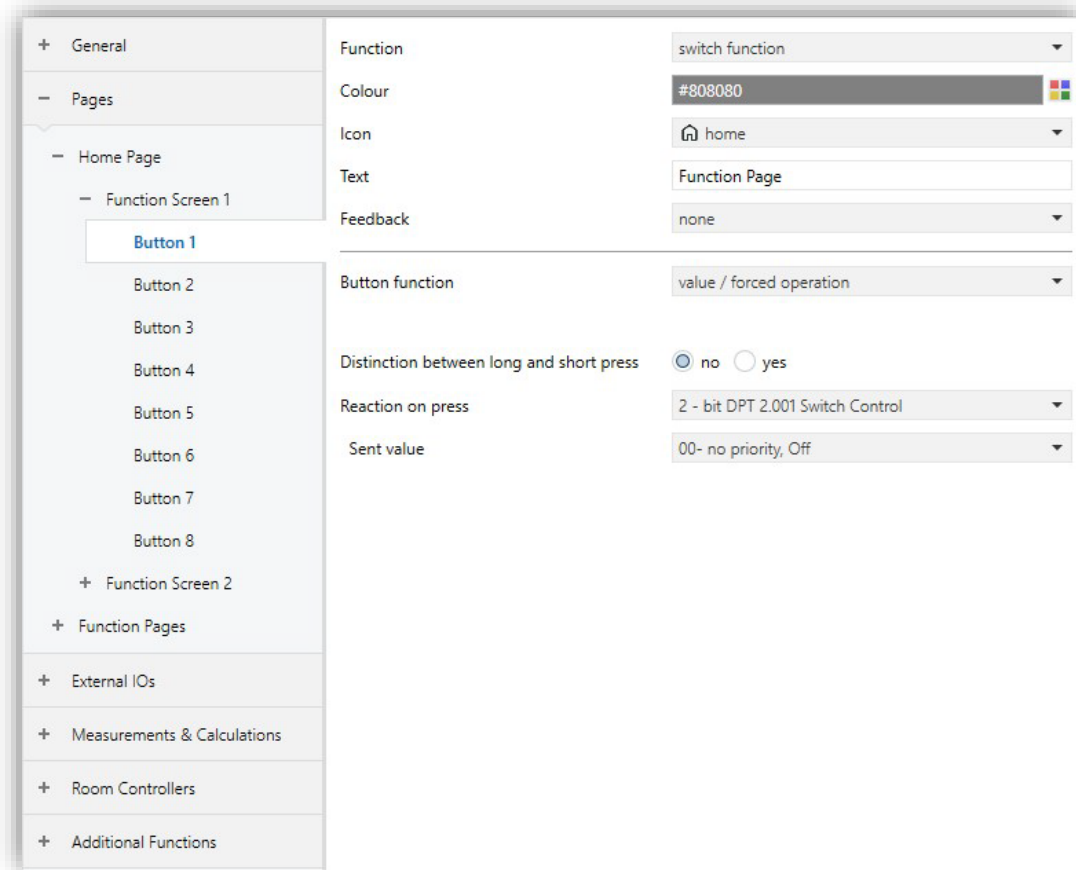 + General
− Pages
− Home Page
− Function Screen 1
Button 1
Button 2
Button 3
Button 4
Button 5
Button 6
Button 7
Button 8
+ Function Screen 2
+ Function Pages
+ External IOs
+ Measurements & Calculations
+ Room Controllers
+ Additional Functions
Function switch function
Colour #808080
Icon home
Text Function Page
Feedback none
Button function value / forced operation
Distinction between long and short press no yes
Reaction on press 2 - bit DPT 2.001 Switch Control
Sent value 00- no priority, Off